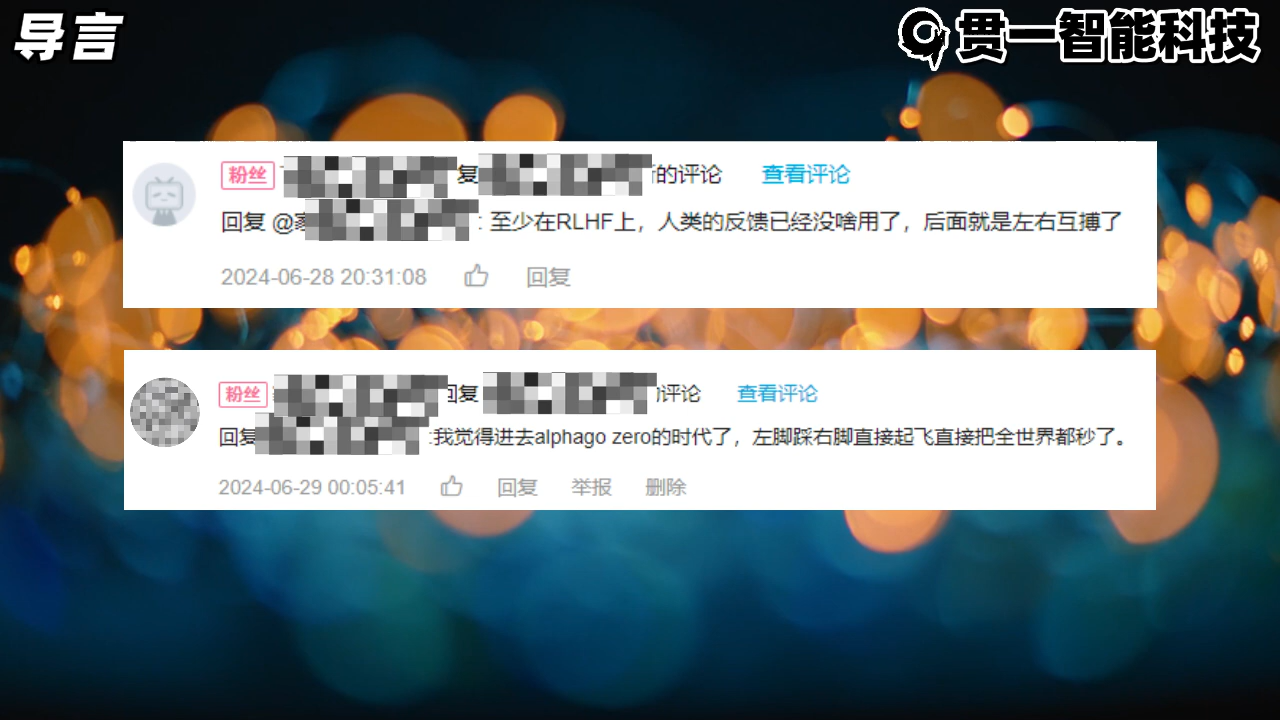 导言
贯一智能科技
粉丝 复 的评论 查看评论
回复 @家 : 至少在RLHF上，人类的反馈已经没啥用了，后面就是左右互搏了
2024-06-28 20:31:08 回复
粉丝 回复 的评论 查看评论
回复 :我觉得进去alphago zero的时代了，左脚踩右脚直接起飞直接把全世界都秒了。
2024-06-29 00:05:41 回复 举报 删除